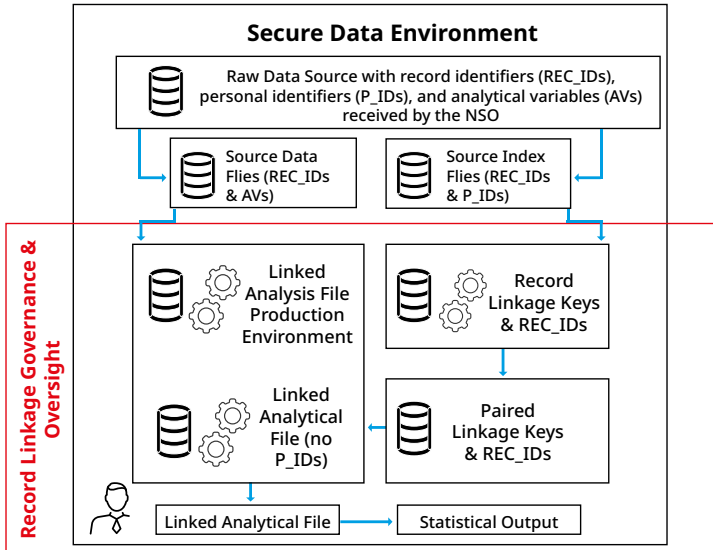 Secure Data Environment
Raw Data Source with record identifiers (REC_IDs),
personal identifiers (P_IDs), and analytical variables (AVs)
received by the NSO
Source Data
Flies (REC_IDs
& AVs)
Source Index
Flies (REC_IDs
& P_IDs)
Record Linkage Governance &
Oversight
Linked
Analysis File
Production
Environment
Record
Linkage Keys
& REC_IDs
Linked
Analytical
File (no
P_IDs)
Paired
Linkage Keys
& REC_IDs
Linked Analytical File
Statistical Output